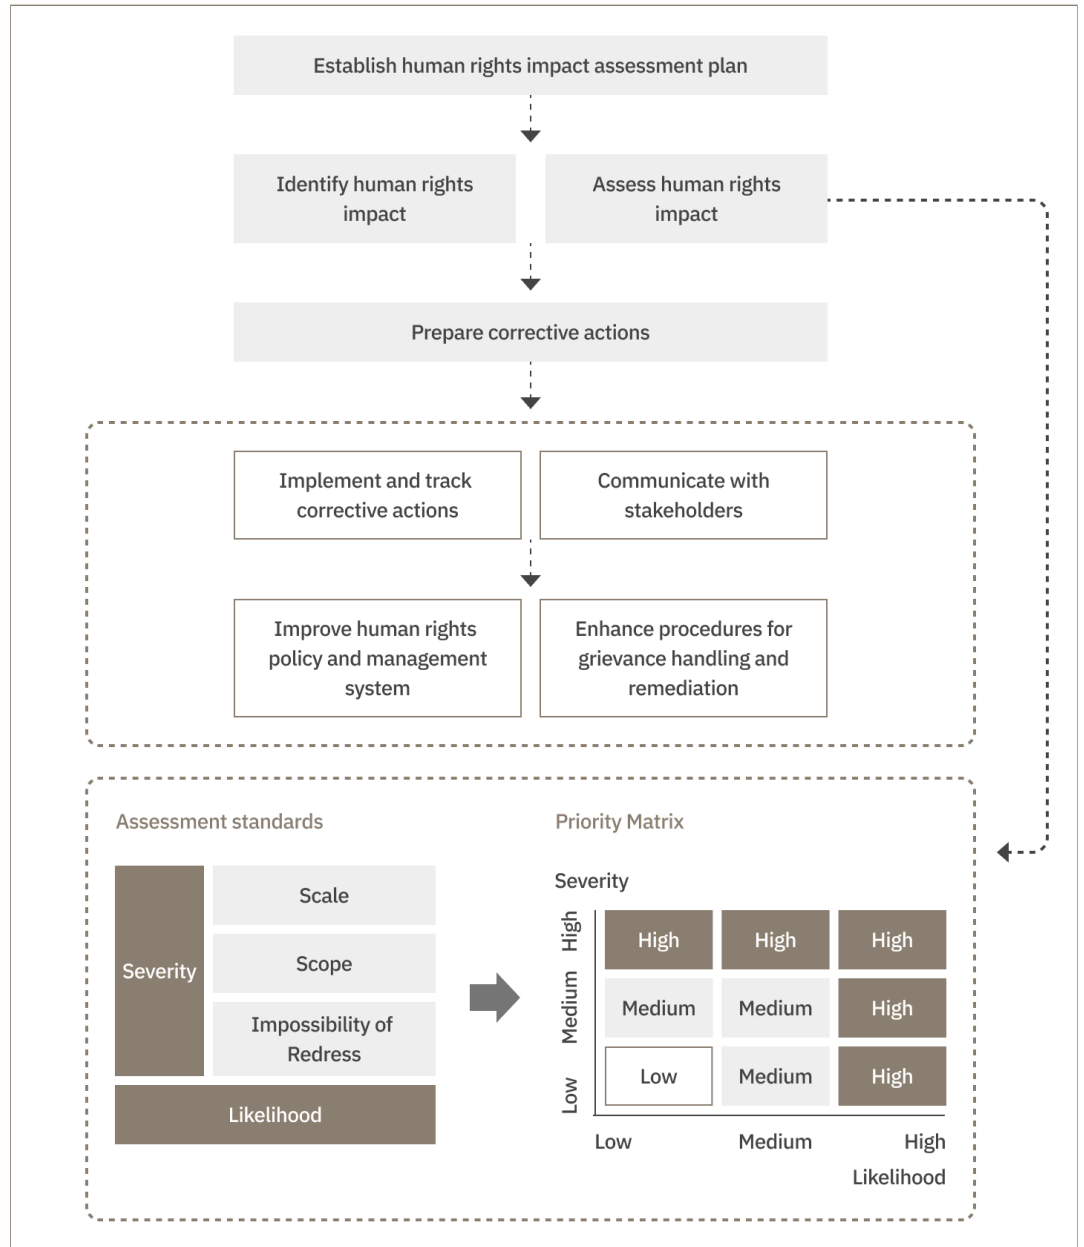 Establish human rights impact assessment plan
Identify human rights
impact
Assess human rights
impact
Prepare corrective actions
Implement and track
corrective actions
Communicate with
stakeholders
Improve human rights
policy and management
system
Enhance procedures for
grievance handling and
remediation
Assessment standards
Severity
Scale
Scope
Impossibility of
Redress
Likelihood
Priority Matrix
Severity
High
High
High
High
Medium
Medium
Medium
High
Low
Low
Medium
High
Low
Medium
High
Likelihood